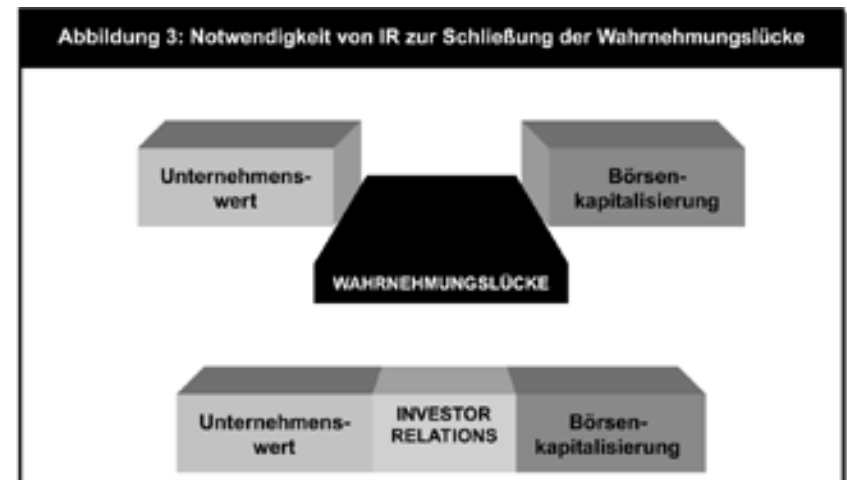 Abbildung 3: Notwendigkeit von IR zur Schließung der Wahrnehmungslücke
Unternehmens-
wert
Börsen-
kapitalisierung
WAHRNEHMUNGSLÜCKE
Unternehmens-
wert
INVESTOR
RELATIONS
Börsen-
kapitalisierung